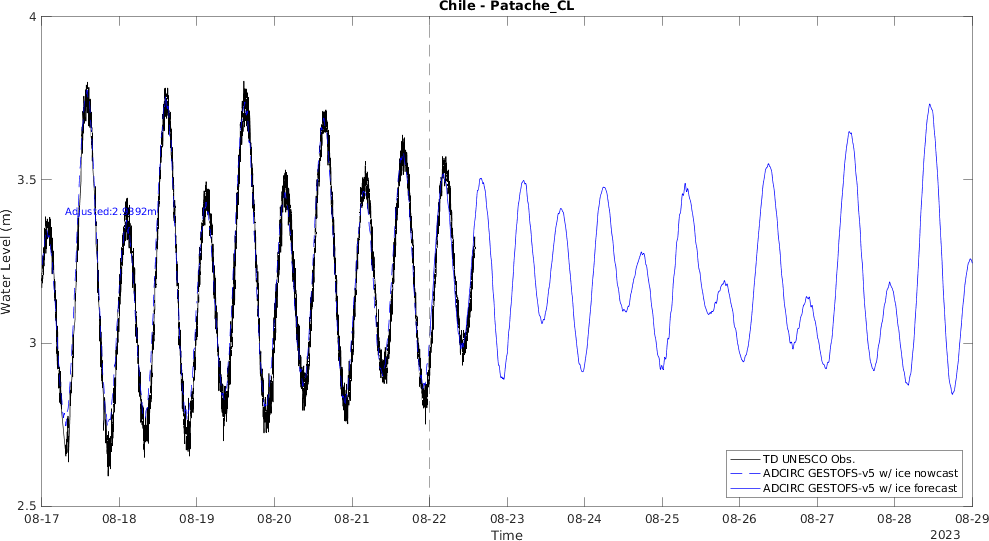 Chile - Patache_CL
4
3.5
3
2.5
Water Level (m)
Adjusted:2.9392m
08-17 08-18 08-19 08-20 08-21 08-22 08-23 08-24 08-25 08-26 08-27 08-28 08-29
Time
2023
TD UNESCO Obs.
ADCIRC GESTOFS-v5 w/ ice nowcast
ADCIRC GESTOFS-v5 w/ ice forecast